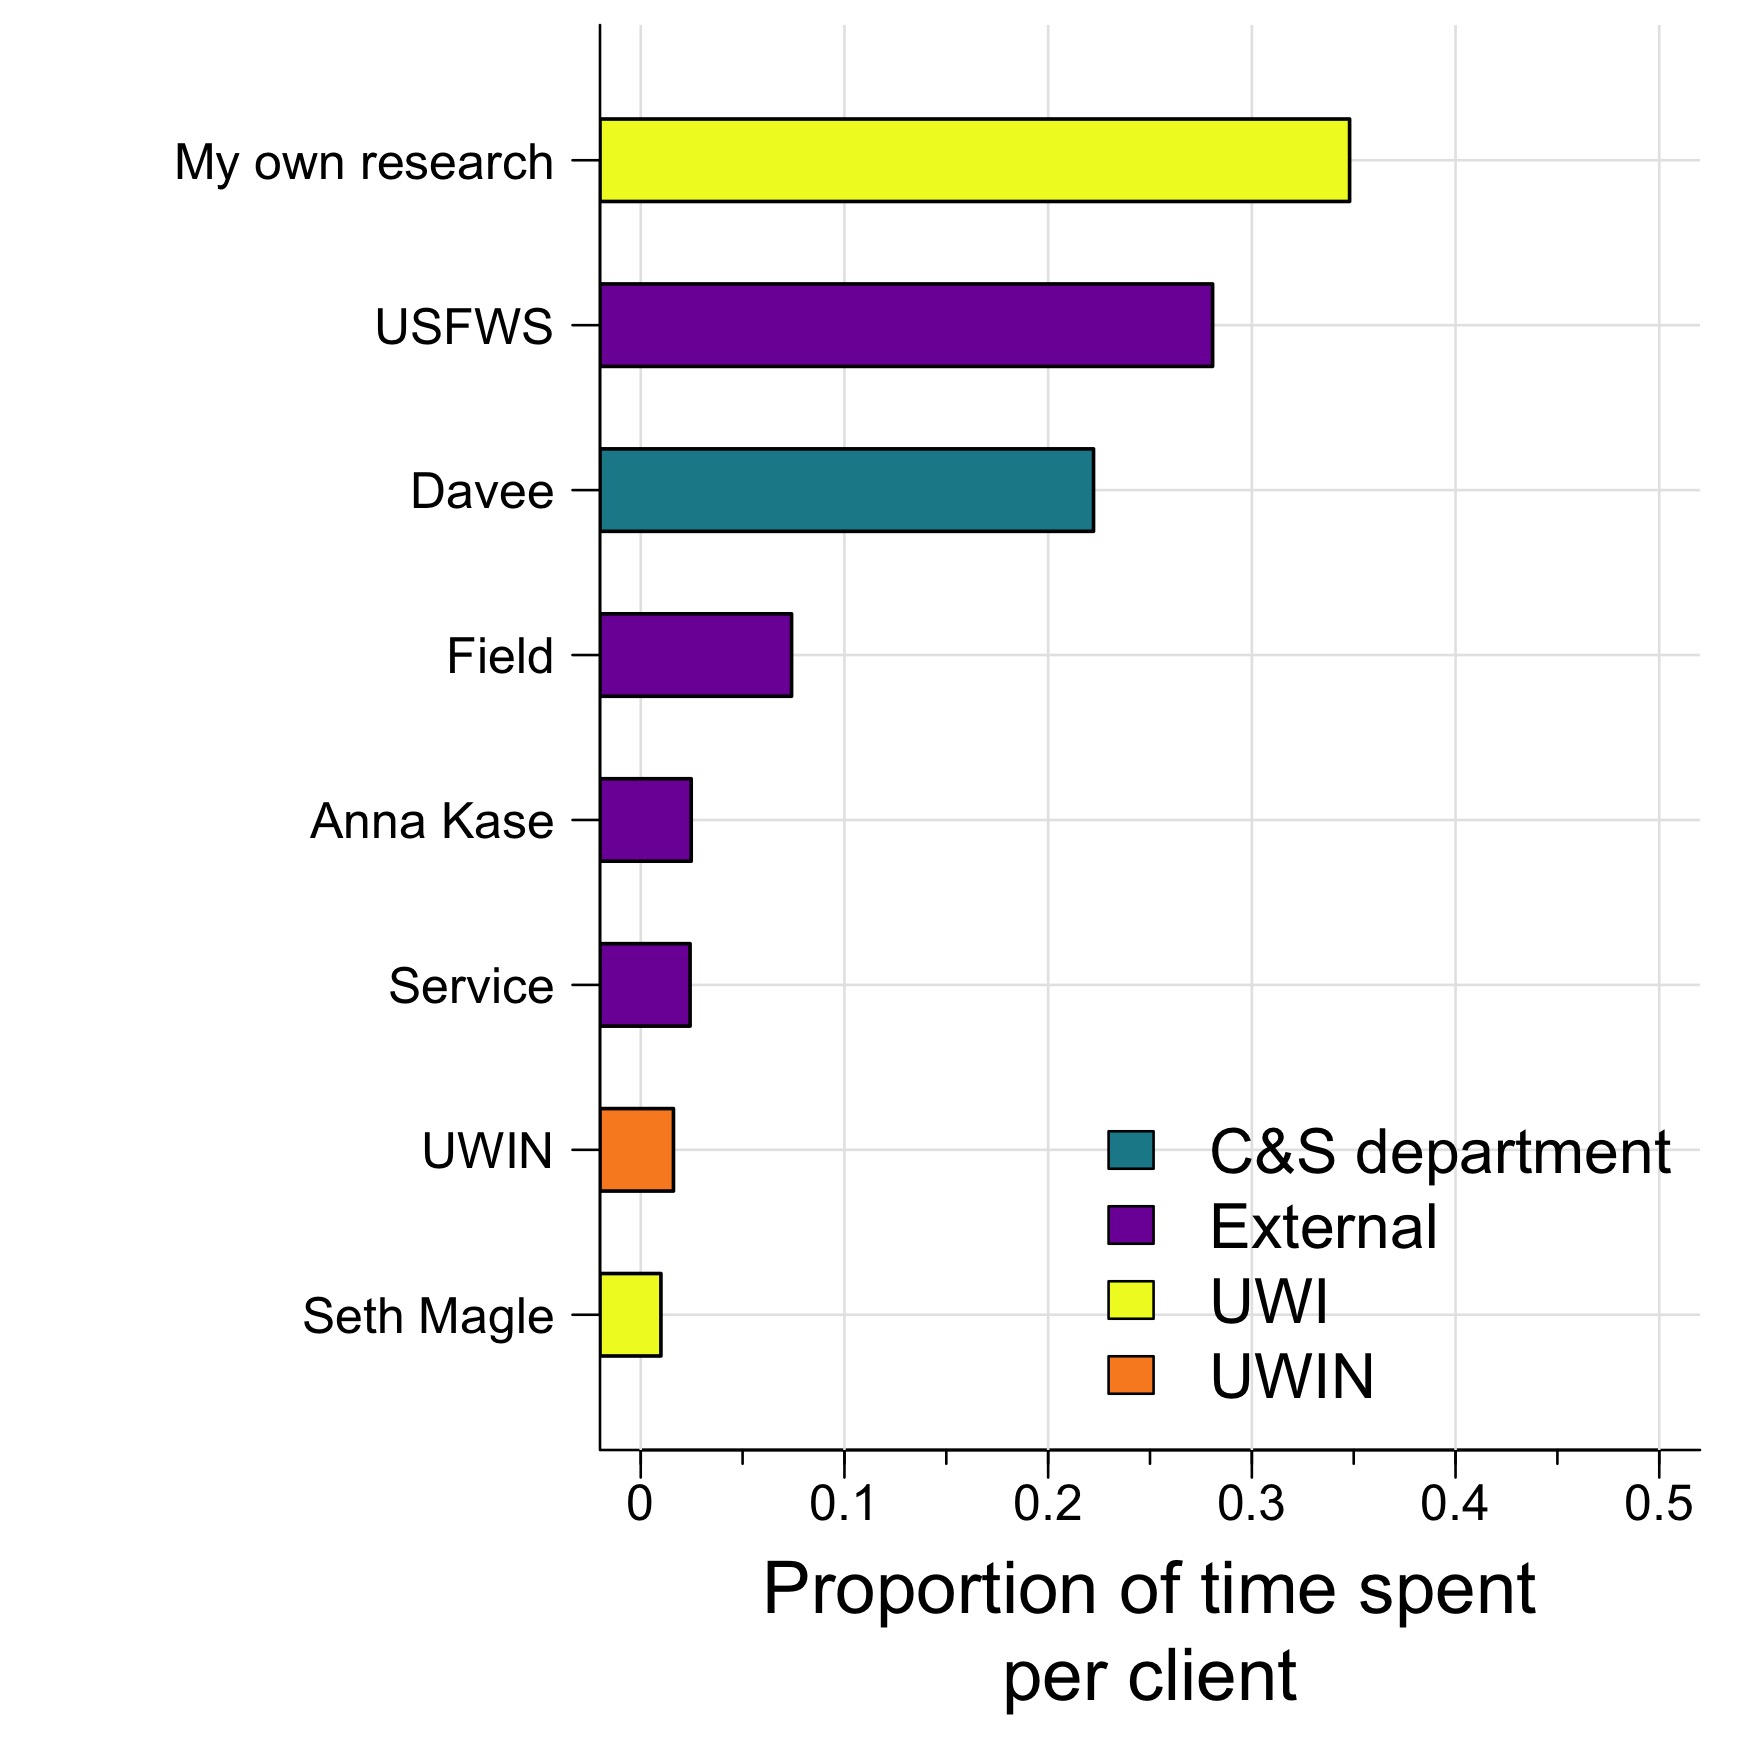 My own research
USFWS
Davee
Field
Anna Kase
Service
UWIN
Seth Magle
C&S department
External
UWI
UWIN
0 0.1 0.2 0.3 0.4 0.5
Proportion of time spent
per client